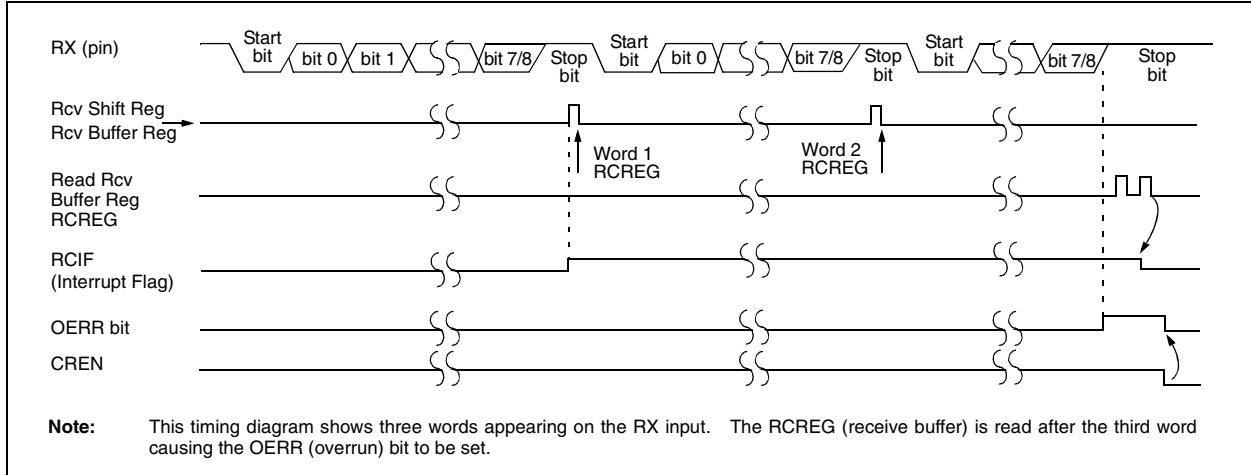 RX (pin)
Start bit
bit 0
bit 1
bit 7/8
Stop bit
Start bit
bit 0
bit 7/8
Stop bit
Start bit
bit 7/8
Stop bit
Rcv Shift Reg
Rcv Buffer Reg
Word 1
RCREG
Word 2
RCREG
Read Rcv
Buffer Reg
RCREG
RCIF
(Interrupt Flag)
OERR bit
CREN
Note: This timing diagram shows three words appearing on the RX input. The RCREG (receive buffer) is read after the third word
causing the OERR (overrun) bit to be set.